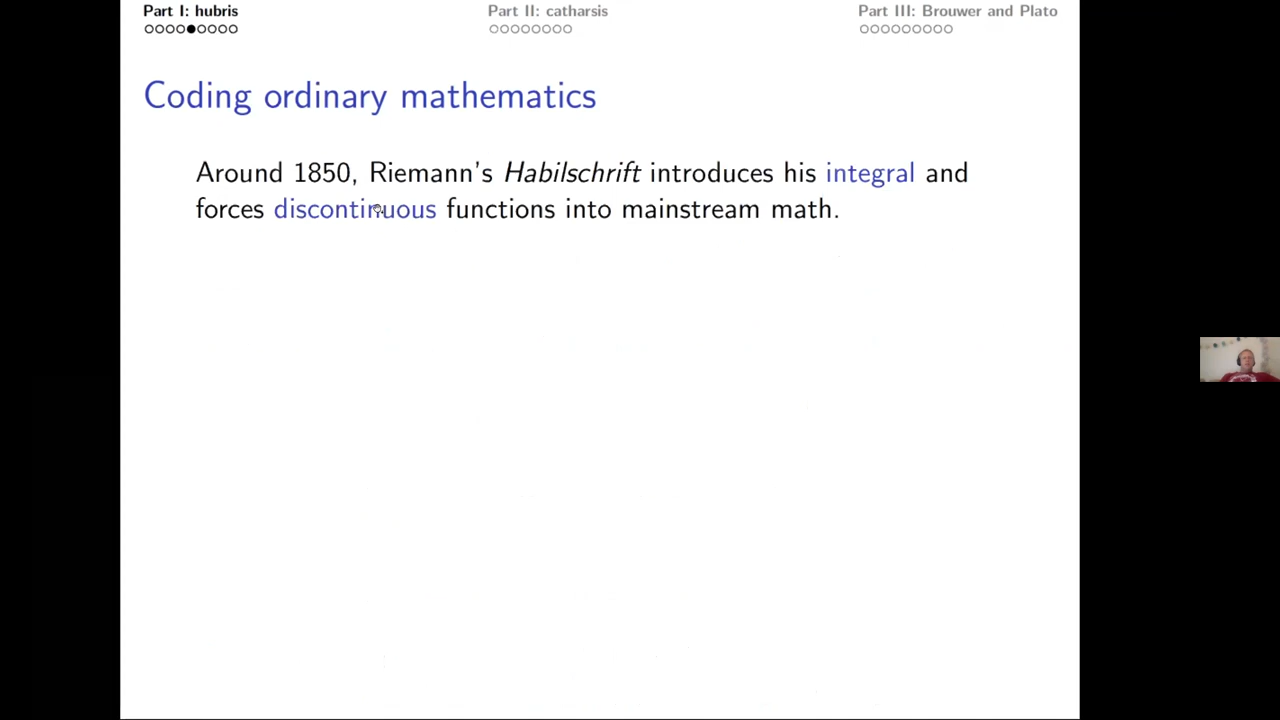 Part I: hubris
Part II: catharsis
Part III: Brouwer and Plato
Coding ordinary mathematics
Around 1850, Riemann's Habilschrift introduces his integral and
forces discontinuous functions into mainstream math.